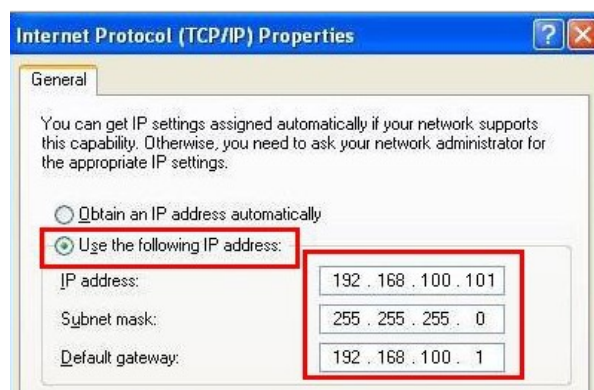 Internet Protocol (TCP/IP) Properties
General
You can get IP settings assigned automatically if your network supports
this capability. Otherwise, you need to ask your network administrator for
the appropriate IP settings.
Obtain an IP address automatically
Use the following IP address:
IP address: 192 . 168 . 100 . 101
Subnet mask: 255 . 255 . 255 . 0
Default gateway: 192 . 168 . 100 . 1